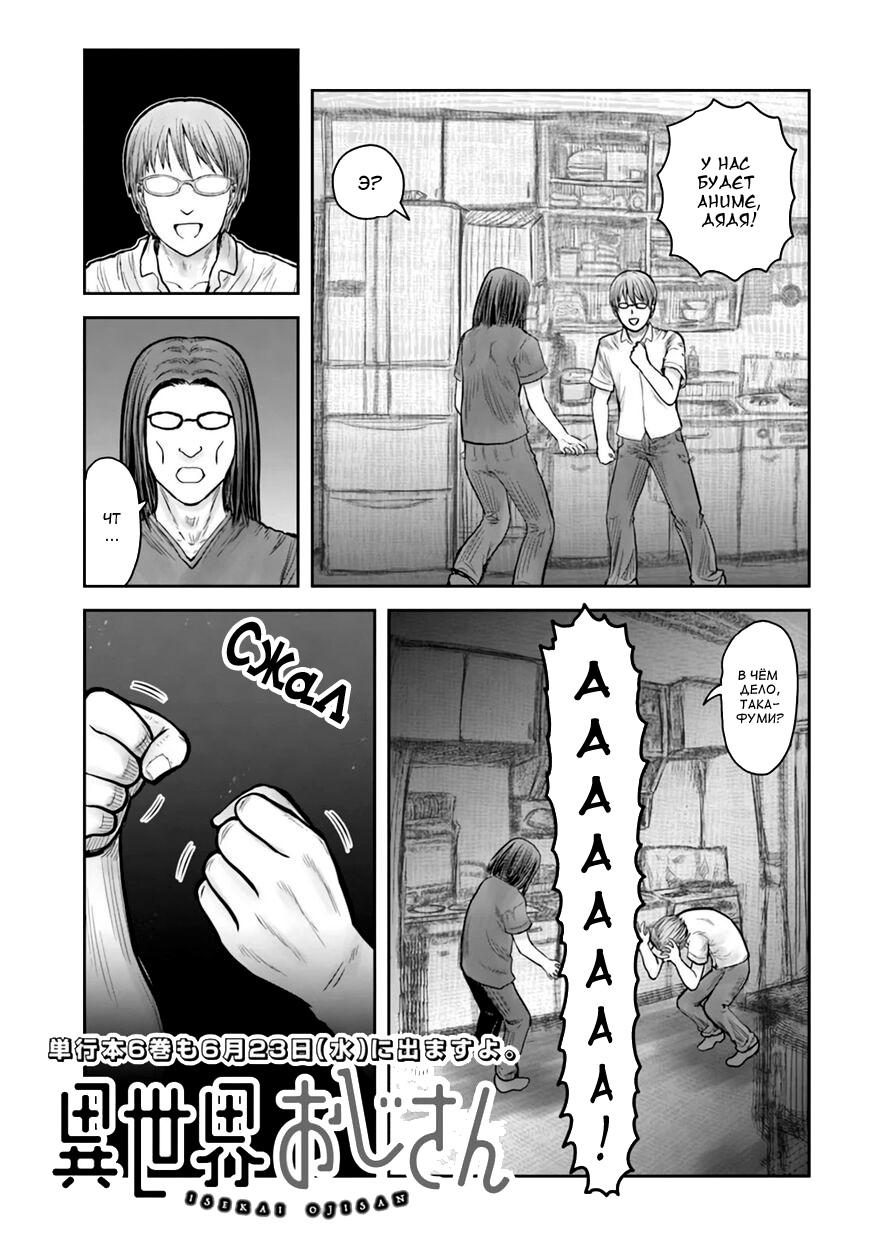 У НАС
БУДЕТ
АНИМЕ,
ДЯДЯ!
Э?
ЧТ
...
СЖАЛ
В ЧЁМ
ДЕЛО,
ТАКА-
ФУМИ?
А
А
А
А
А
А
А
А!
単行本6巻も6月23日(水)に出ますよ。
異世界おじさん
ISEKAI OJISAN